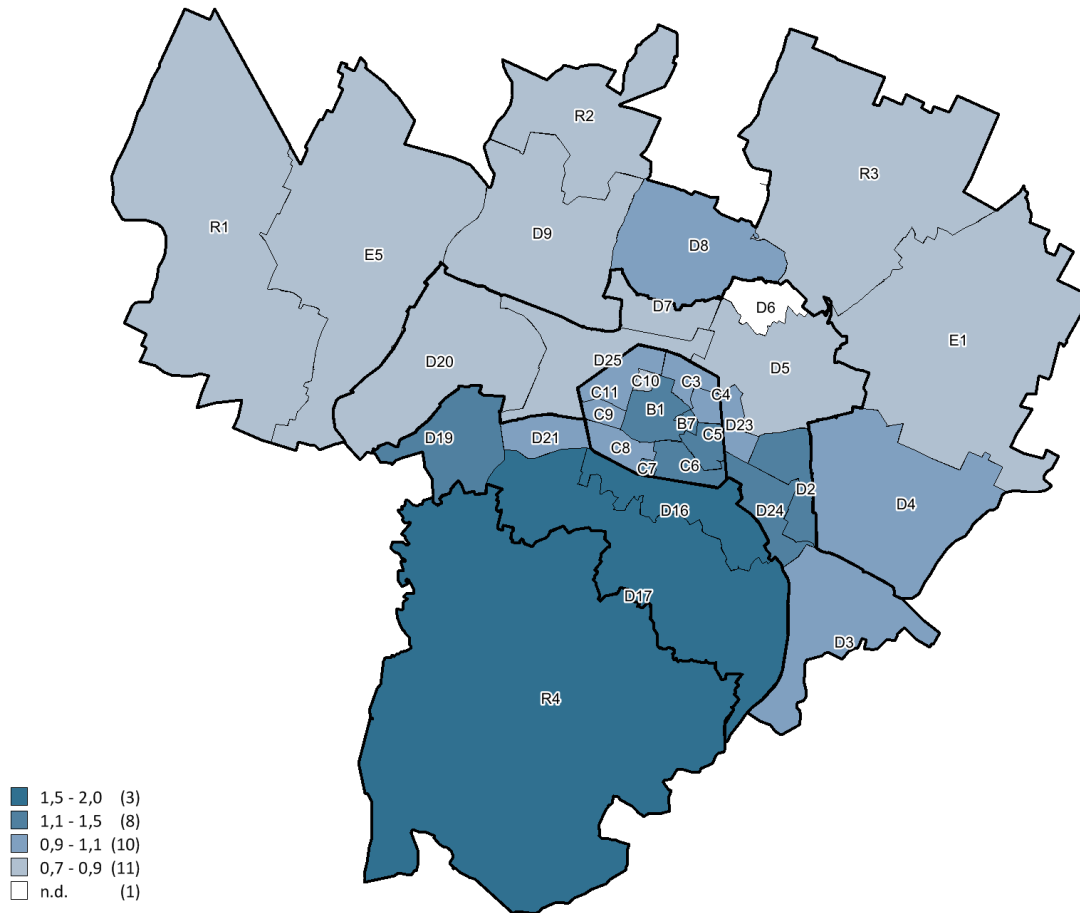 R2
R3
R1
D9
D8
E5
D7
D6
E1
D25
D20
D5
C10
C3
C11
C4
B1
C9
B7
D23
C5
D19
D21
C8
C6
C7
D2
D16
D24
D4
D17
D3
R4
1,5 - 2,0 (3)
1,1 - 1,5 (8)
0,9 - 1,1 (10)
0,7 - 0,9 (11)
n.d. (1)